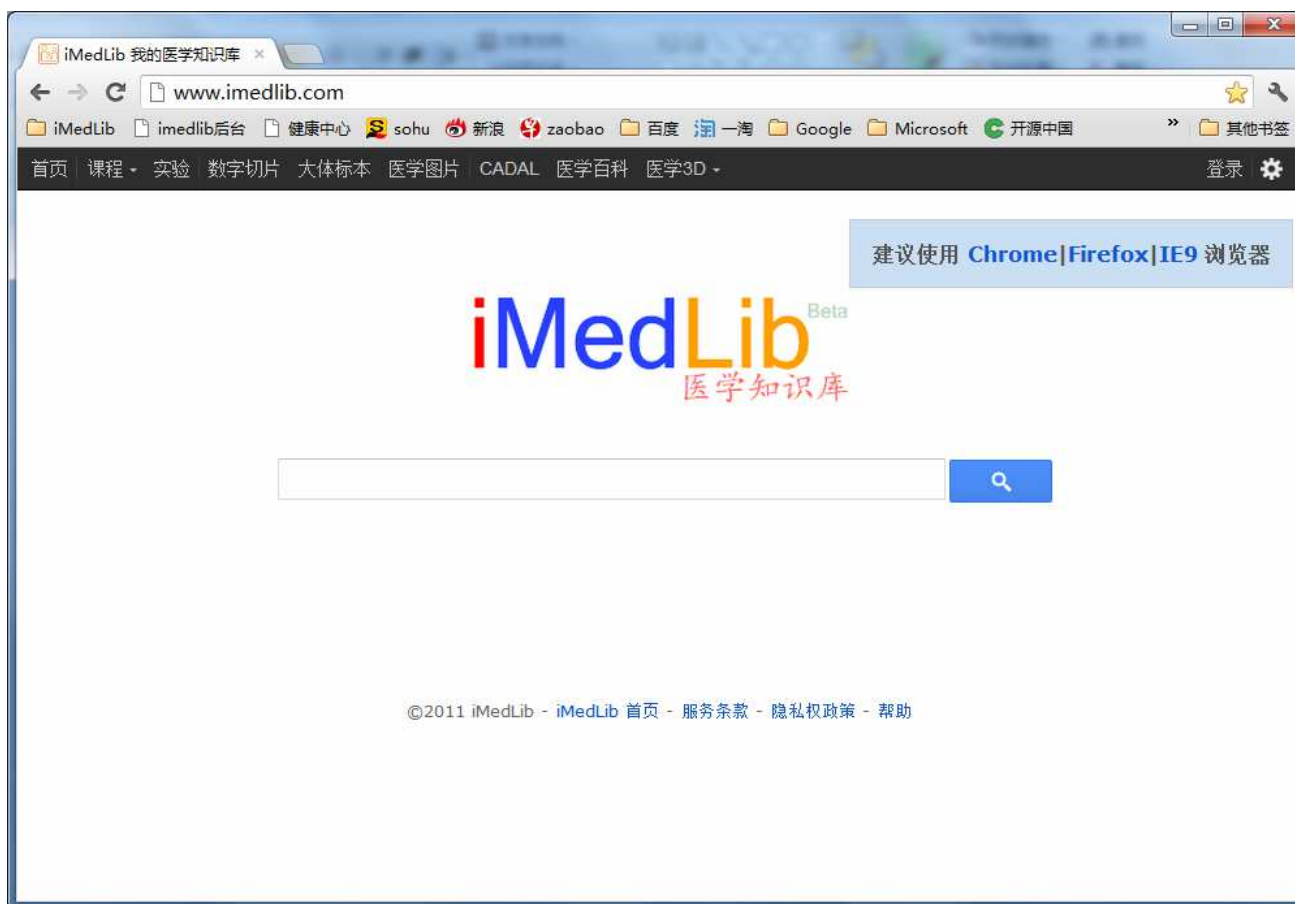 iMedLib 我的医学知识库
www.imedlib.com
iMedLib imedlib后台 健康中心 sohu 新浪 zaobao 百度 一淘 Google Microsoft 开源中国 » 其他书签
首页 课程 实验 数字切片 大体标本 医学图片 CADAL 医学百科 医学3D 登录
建议使用 Chrome|Firefox|IE9 浏览器
iMedLib Beta
医学知识库
©2011 iMedLib - iMedLib 首页 - 服务条款 - 隐私权政策 - 帮助